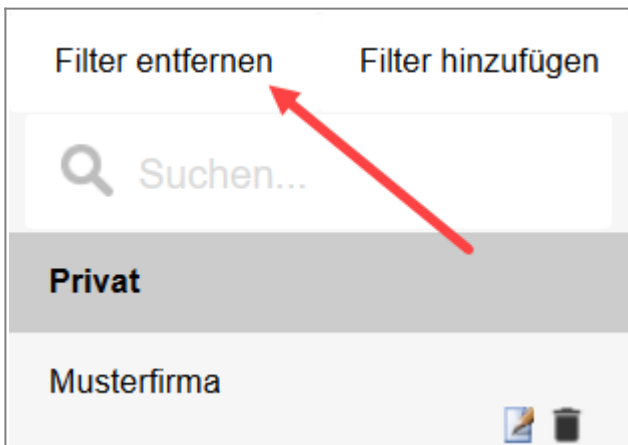 Filter entfernen Filter hinzufügen
Suchen...
Privat
Musterfirma